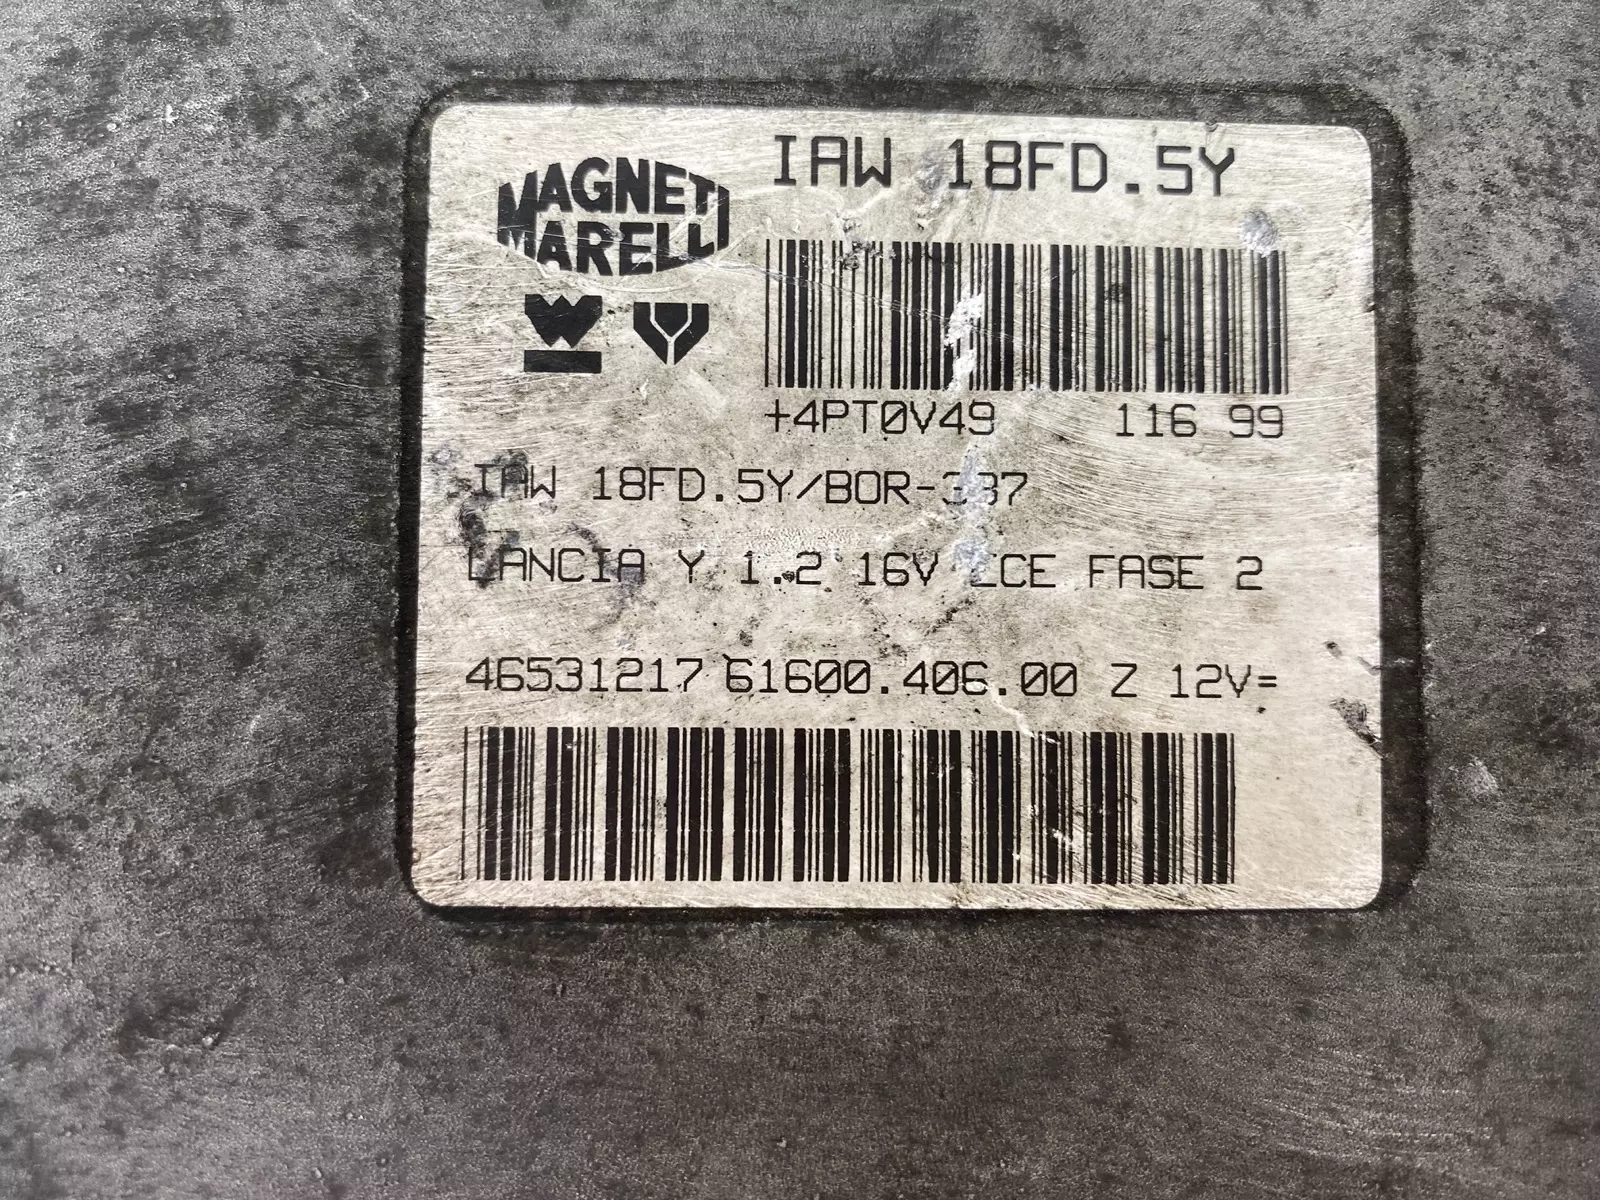 MAGNETI
MARELLI
IAW 18FD.5Y
+4PT0V49 116 99
IAW 18FD.5Y/BOR-337
LANCIA Y 1.2 16V ECE FASE 2
46531217 61600.406.00 Z 12V=